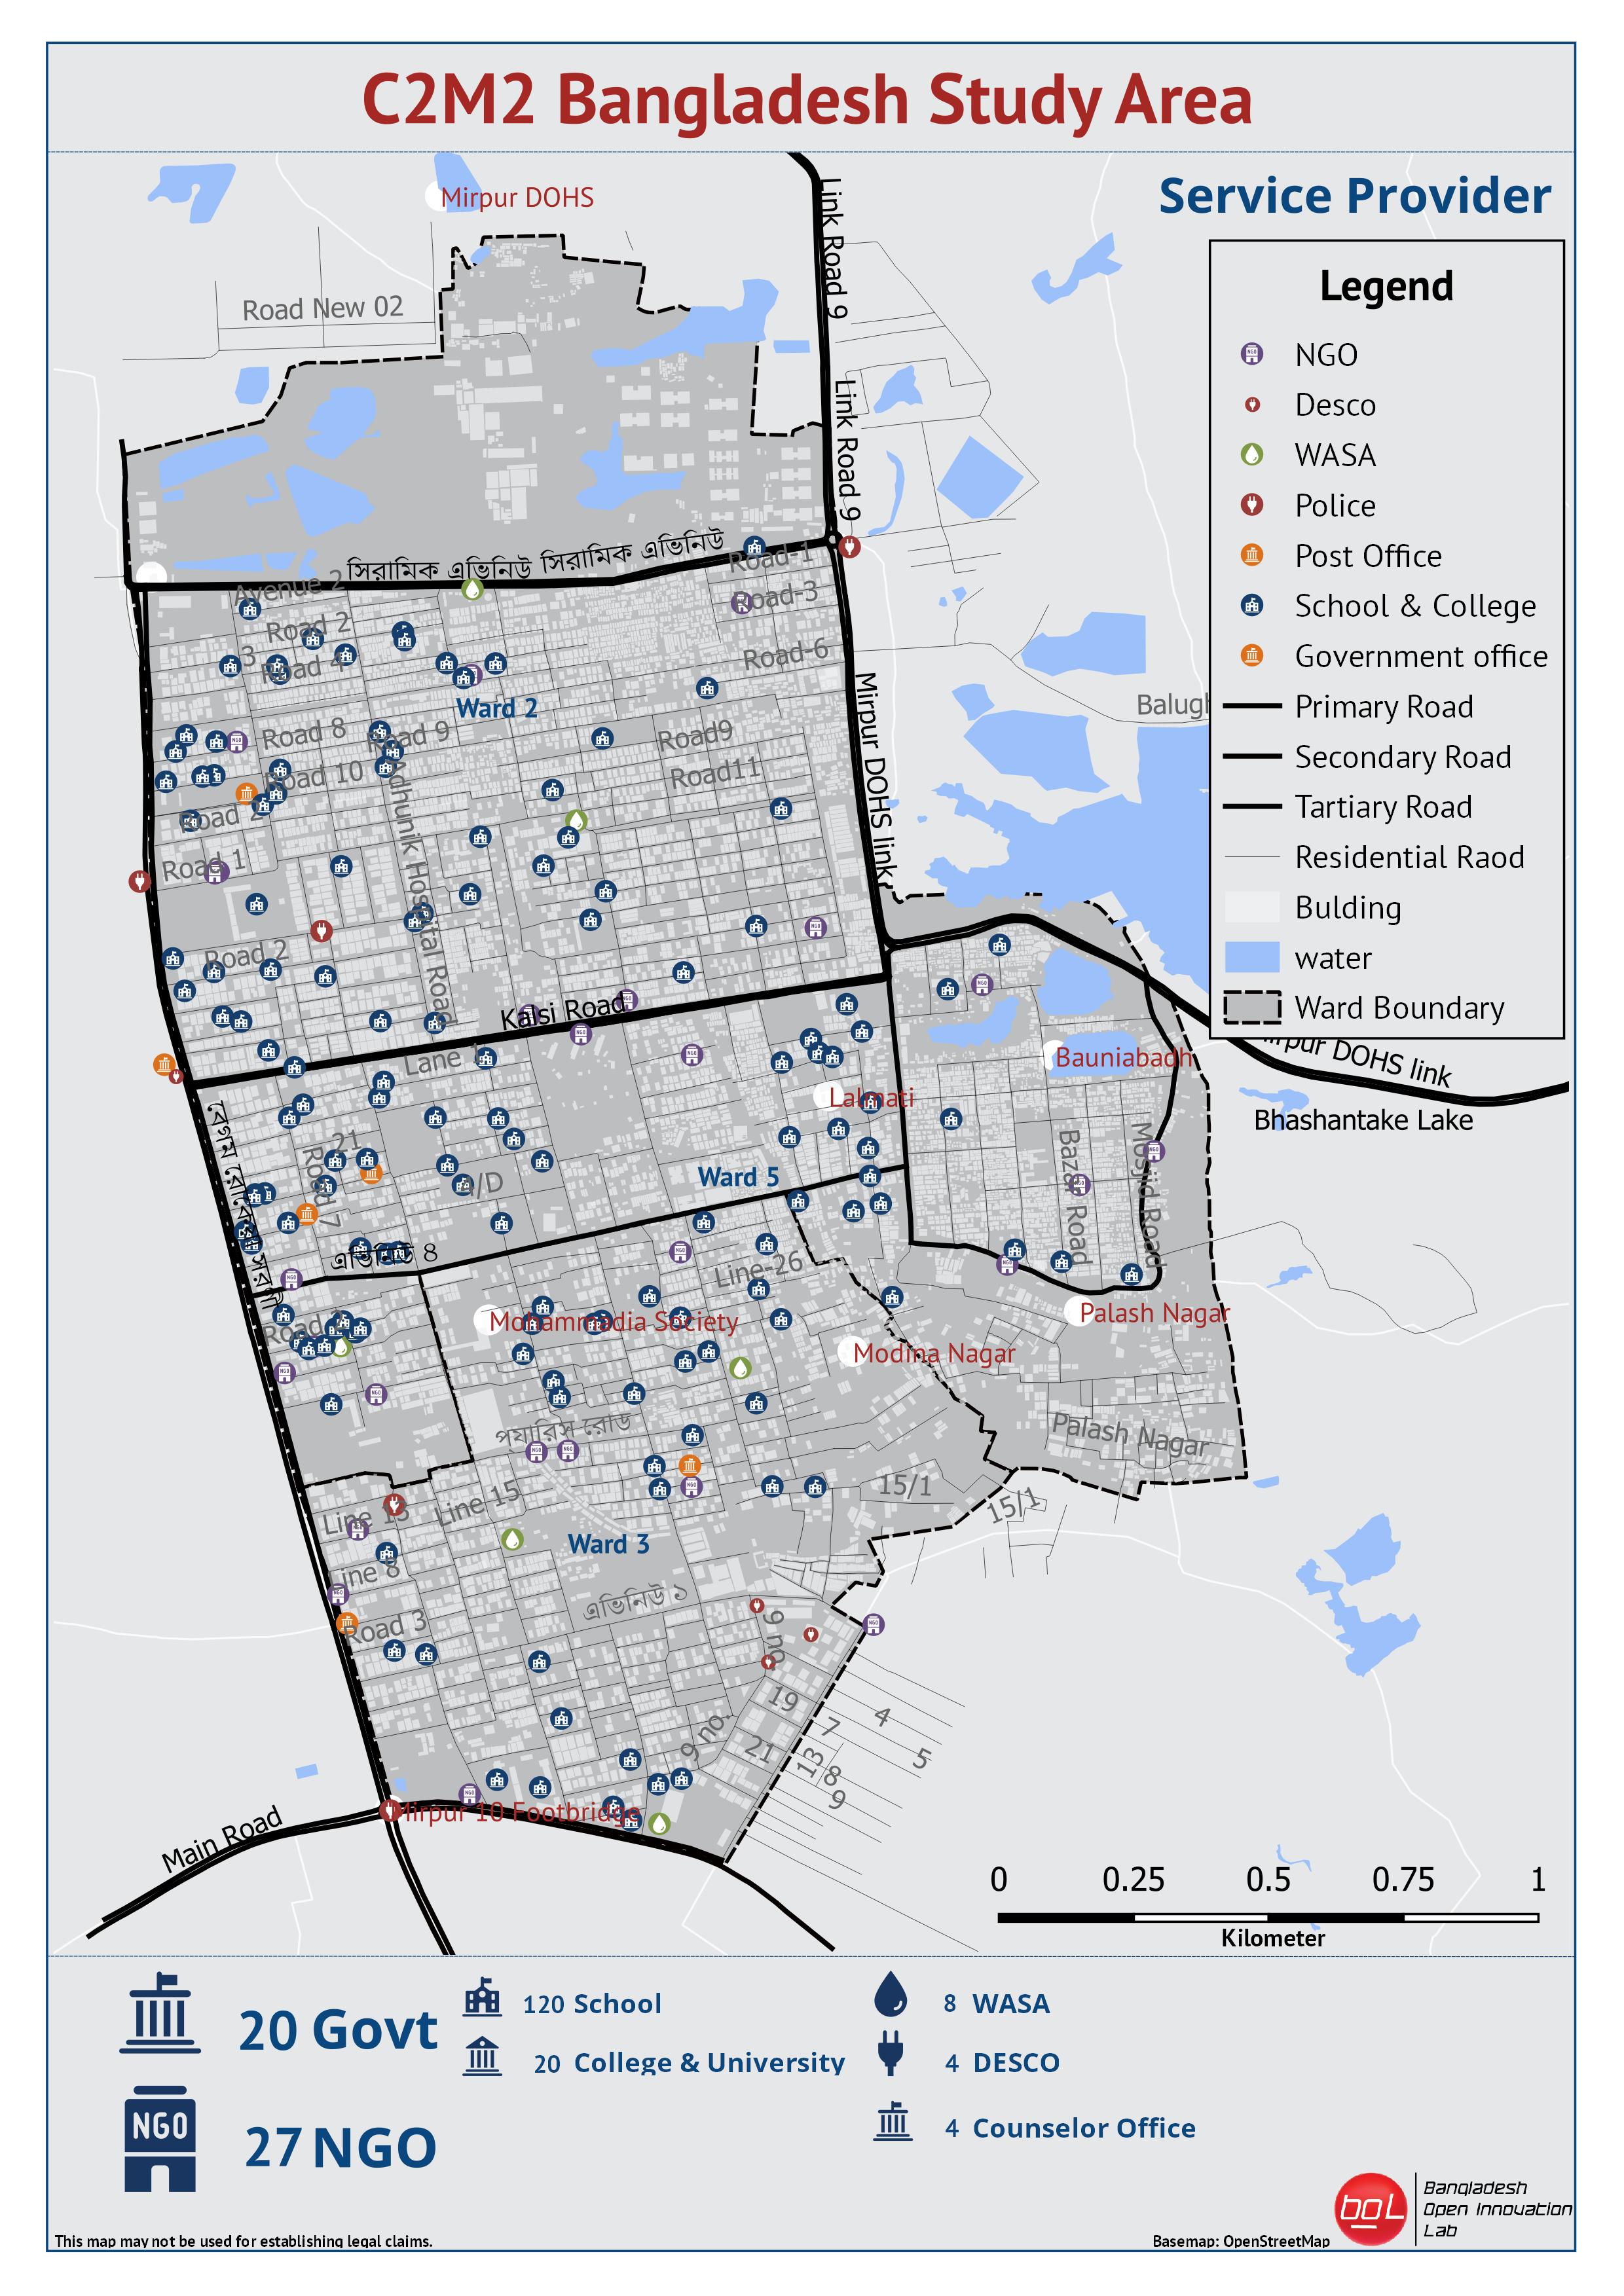 C2M2 Bangladesh Study Area
Service Provider
Mirpur DOHS
Link Road 9
Road New 02
Link Road 9
Legend
NGO
Desco
WASA
Police
Post Office
School & College
Government office
Primary Road
Secondary Road
Tartiary Road
Residential Raod
Bulding
water
Ward Boundary
সিরামিক এভিনিউ সিরামিক এভিনিউ
Road-1
Avenue 2
Road-3
Road 2
3
Road 4
Road-6
Ward 2
Mirpur DOHS link
Road 8
Road 9
Road9
Road 10
Road11
Road 2
Adhunik Hospital Road
Road 1
Road 2
Kalsi Road
Lane
Bauniabadh
Mirpur DOHS link
Lalmati
Bhashantake Lake
21
Road 7
Ward 5
Bazar Road
Mosjid Road
এভিনিউ 8
Line-26
Road 2
Mohammadia Society
Palash Nagar
Modina Nagar
প্যারিস রোড
Palash Nagar
Line 15
15/1
15/1
Line 13
Ward 3
Line 8
এভিনিউ ১
Road 3
9 no.
19
4
7
9 no.
21
5
13
8
9
Mirpur 10 Footbridge
Main Road
0 0.25 0.5 0.75 1
Kilometer
20 Govt
120 School
20 College & University
8 WASA
4 DESCO
NGO
27 NGO
4 Counselor Office
boL
Bangladesh
Open Innovation
Lab
This map may not be used for establishing legal claims.
Basemap: OpenStreetMap